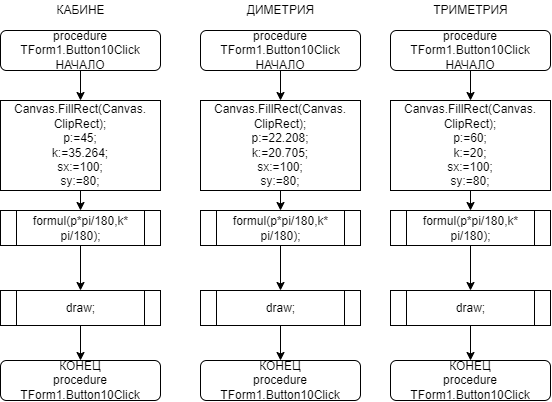 КАБИНЕ
procedure
TForm1.Button10Click
НАЧАЛО
Canvas.FillRect(Canvas.
ClipRect);
p:=45;
k:=35.264;
sx:=100;
sy:=80;
formul(p*pi/180,k*
pi/180);
draw;
КОНЕЦ
procedure
TForm1.Button10Click
ДИМЕТРИЯ
procedure
TForm1.Button10Click
НАЧАЛО
Canvas.FillRect(Canvas.
ClipRect);
p:=22.208;
k:=20.705;
sx:=100;
sy:=80;
formul(p*pi/180,k*
pi/180);
draw;
КОНЕЦ
procedure
TForm1.Button10Click
ТРИМЕТРИЯ
procedure
TForm1.Button10Click
НАЧАЛО
Canvas.FillRect(Canvas.
ClipRect);
p:=60;
k:=20;
sx:=100;
sy:=80;
formul(p*pi/180,k*
pi/180);
draw;
КОНЕЦ
procedure
TForm1.Button10Click